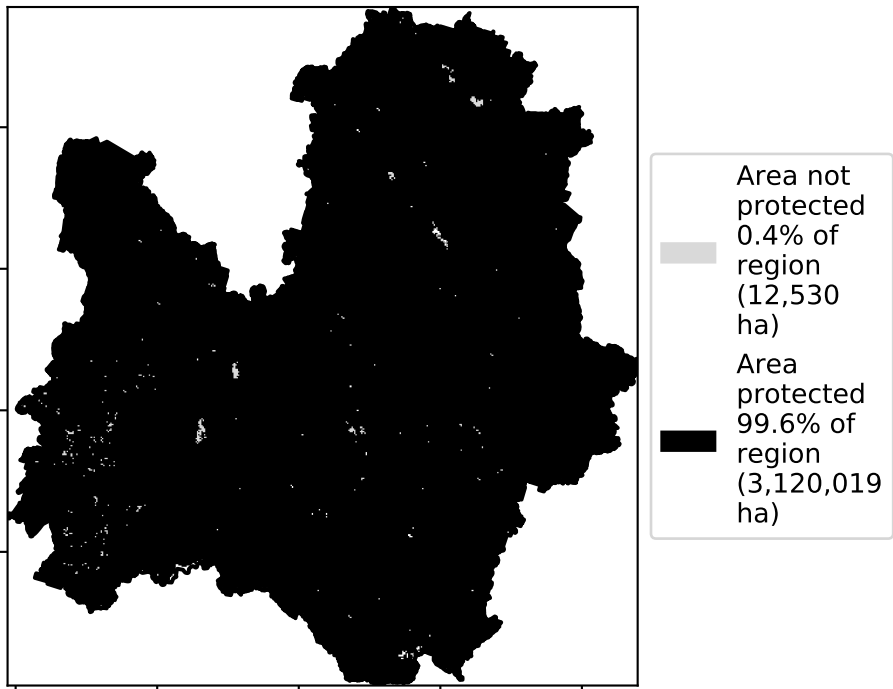 Area not
protected
0.4% of
region
(12,530
ha)
Area
protected
99.6% of
region
(3,120,019
ha)